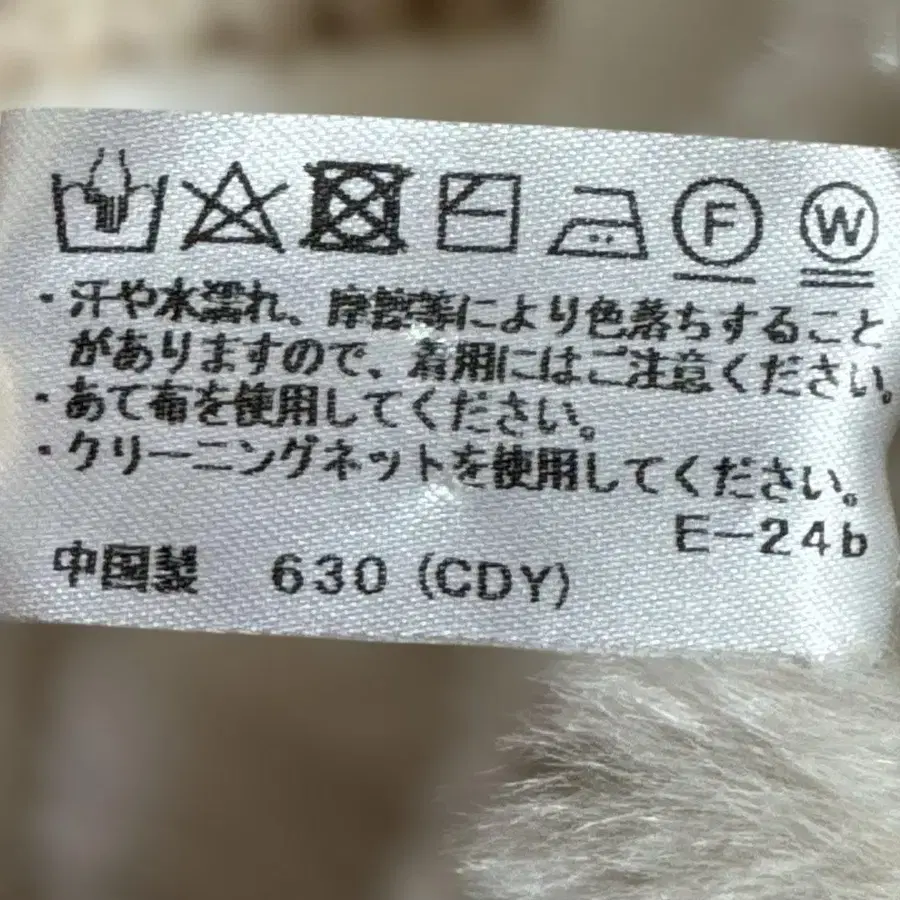 F W
・汗や水濡れ、摩擦等により色落ちすること
がありますので、着用にはご注意ください。
・あて布を使用してください。
・クリーニングネットを使用してください。
E-24b
中国製 630 (CDY)